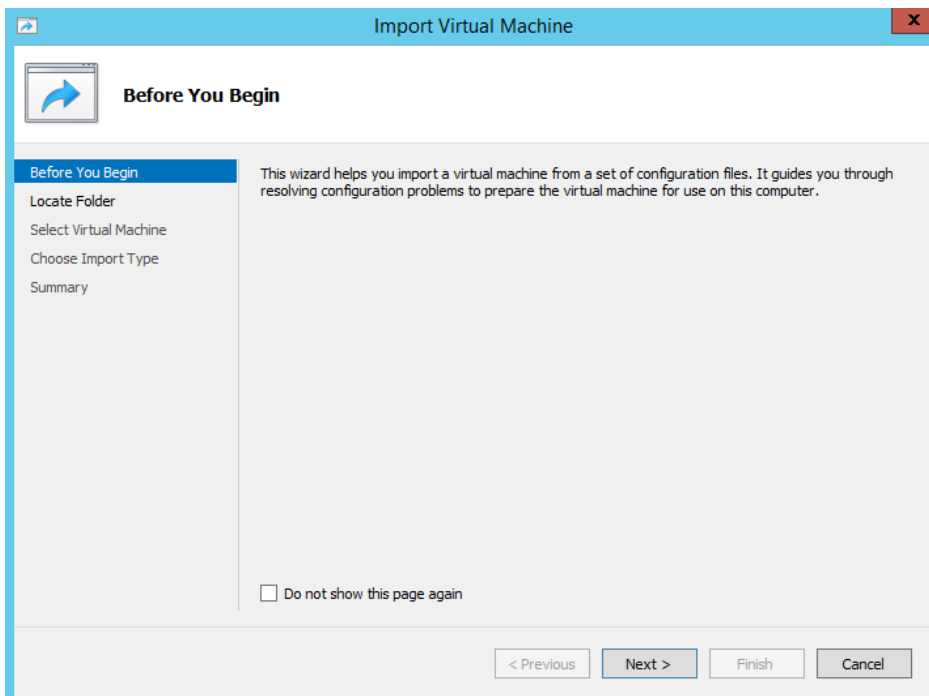 Import Virtual Machine
x
Before You Begin
Before You Begin
Locate Folder
Select Virtual Machine
Choose Import Type
Summary
This wizard helps you import a virtual machine from a set of configuration files. It guides you through
resolving configuration problems to prepare the virtual machine for use on this computer.
Do not show this page again
< Previous
Next >
Finish
Cancel